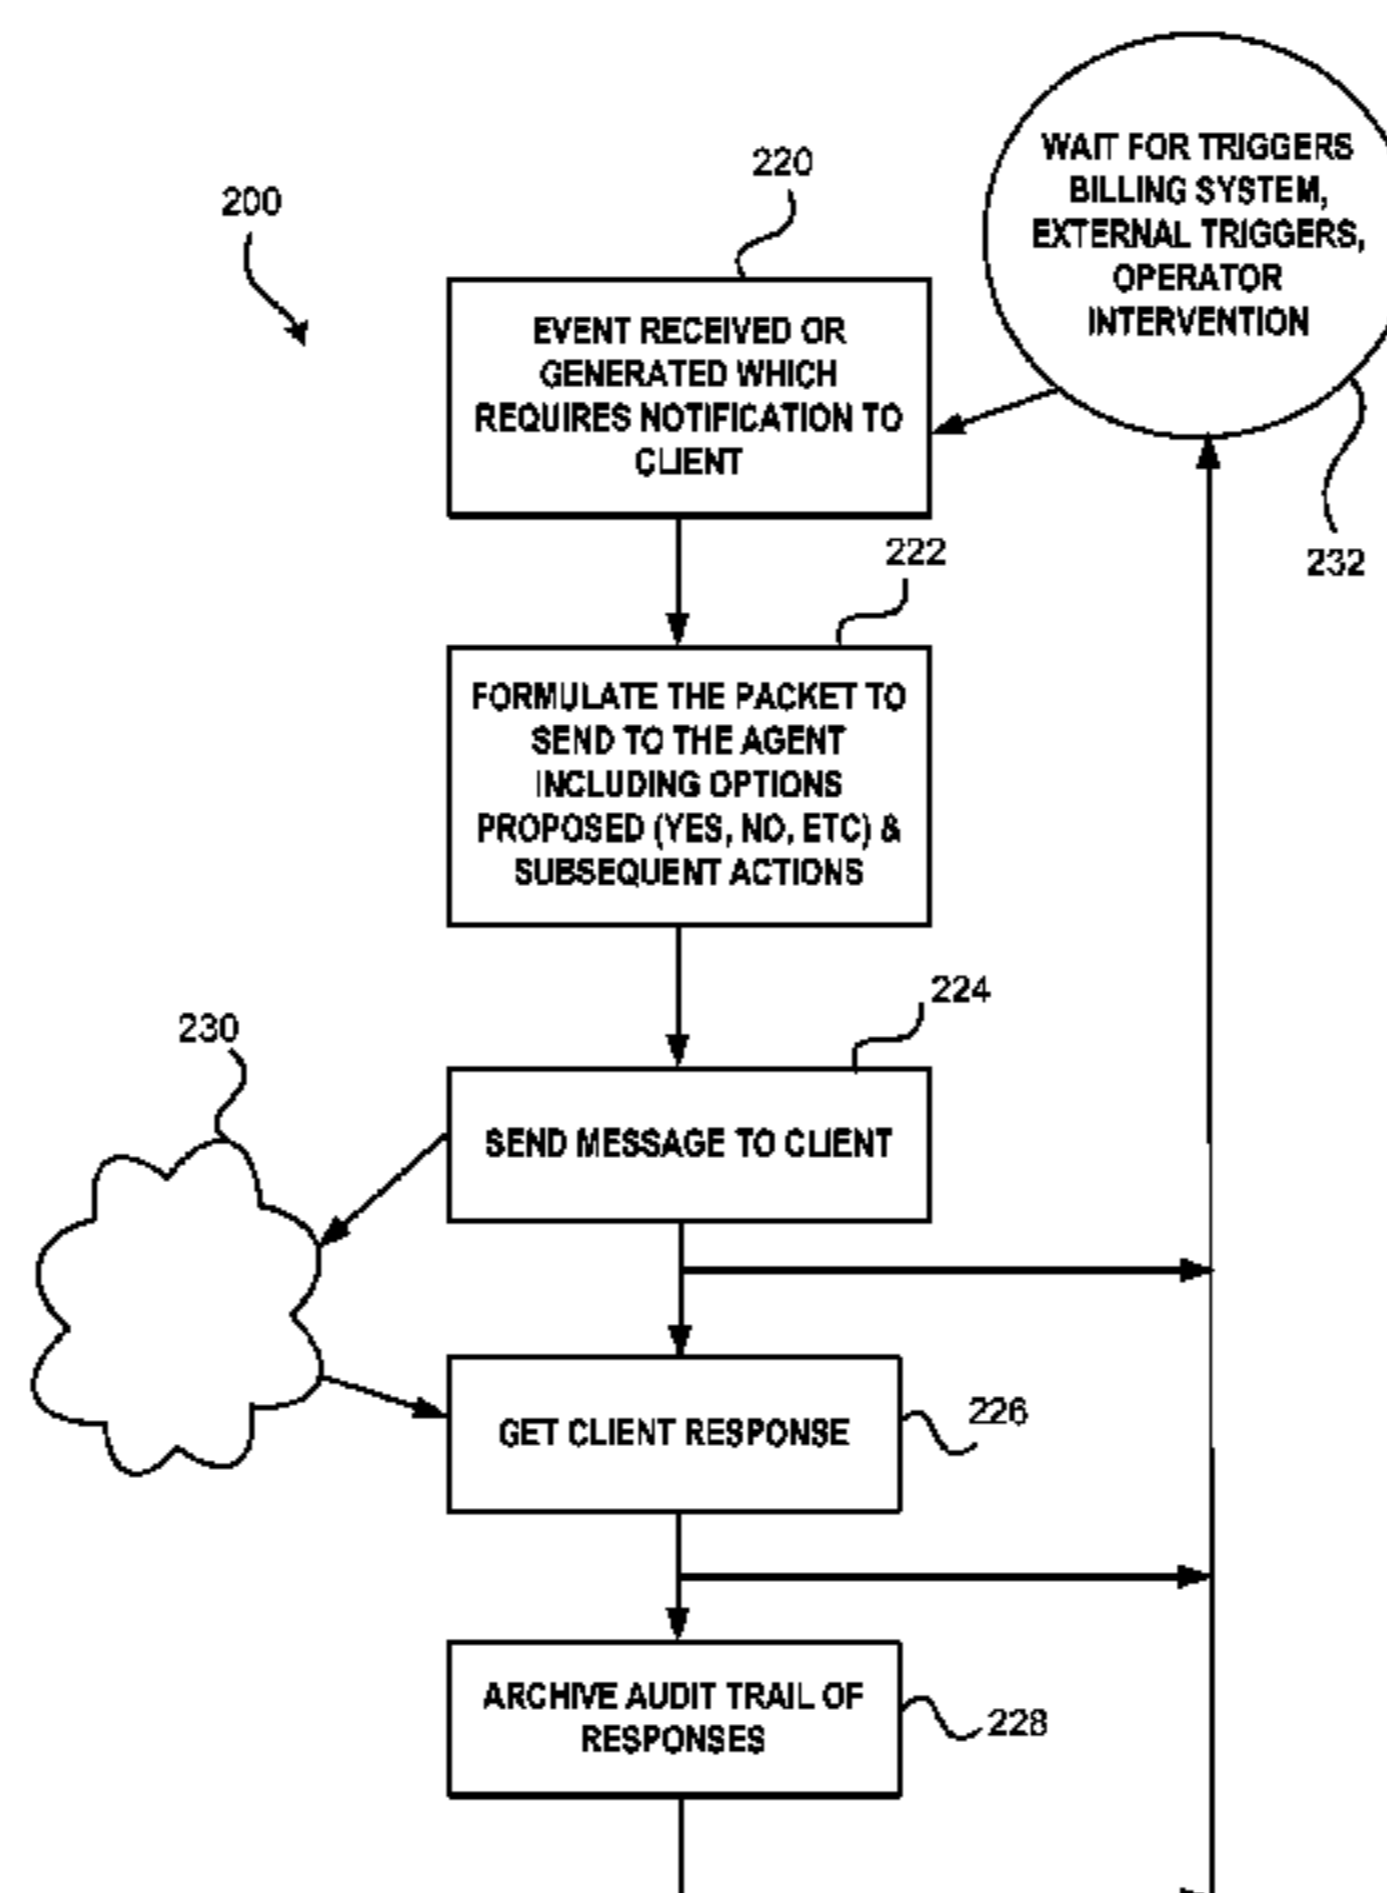 WAIT FOR TRIGGERS
BILLING SYSTEM,
EXTERNAL TRIGGERS,
OPERATOR
INTERVENTION
232
200
220
EVENT RECEIVED OR
GENERATED WHICH
REQUIRES NOTIFICATION TO
CLIENT
222
FORMULATE THE PACKET TO
SEND TO THE AGENT
INCLUDING OPTIONS
PROPOSED (YES, NO, ETC) &
SUBSEQUENT ACTIONS
224
SEND MESSAGE TO CLIENT
230
GET CLIENT RESPONSE
226
ARCHIVE AUDIT TRAIL OF
RESPONSES
228